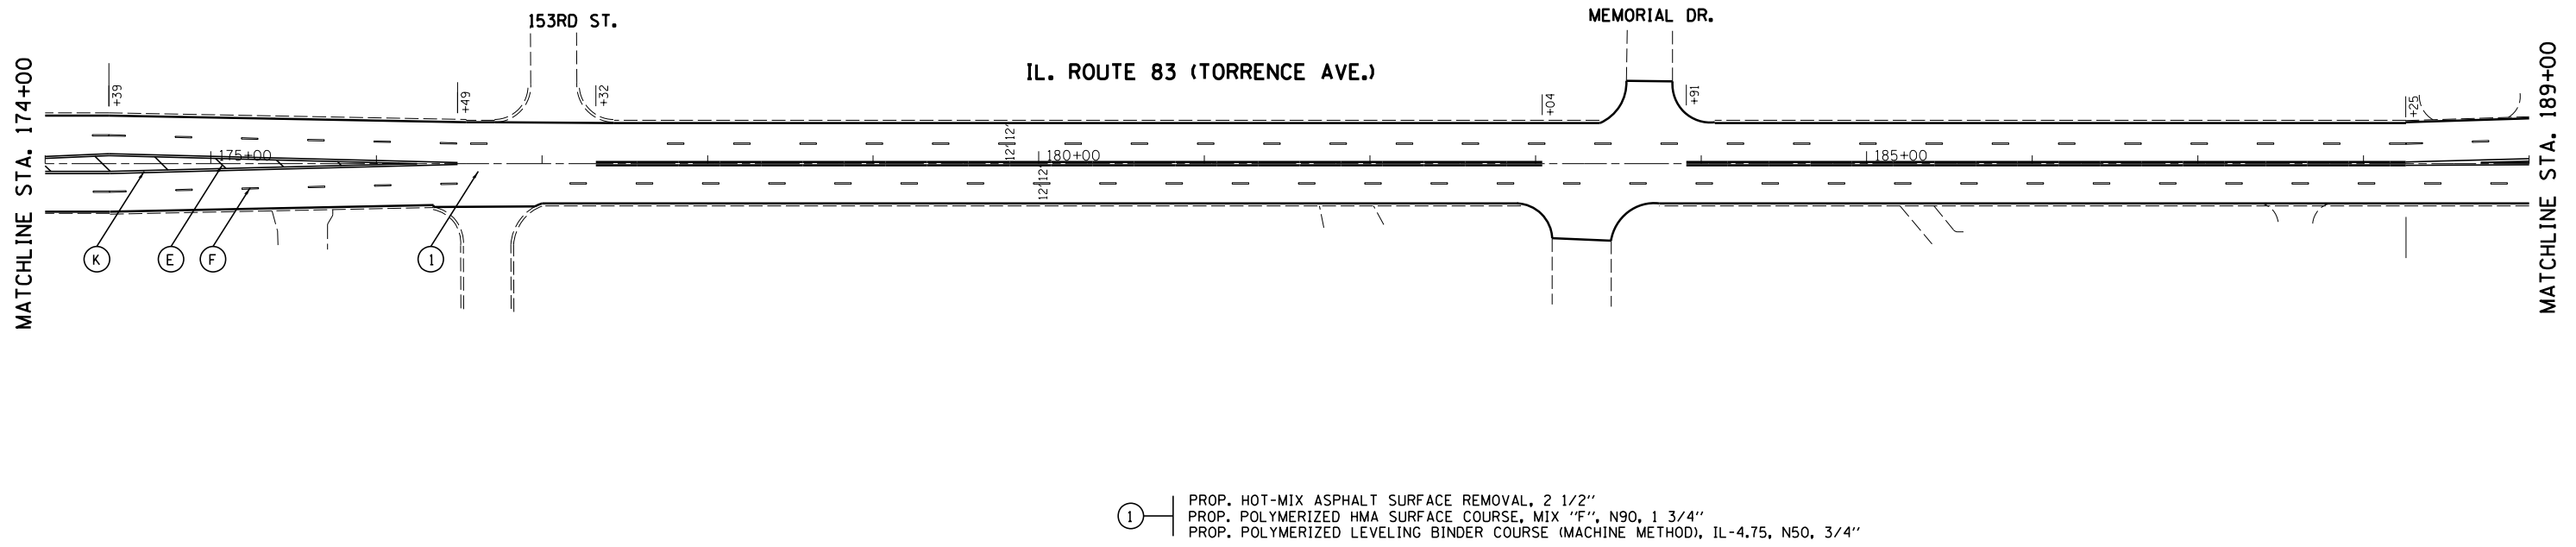 153RD ST.
MEMORIAL DR.
IL. ROUTE 83 (TORRENCE AVE.)
MATCHLINE STA. 174+00
MATCHLINE STA. 189+00
+39
+49
+32
+04
+91
+25
175+00
180+00
185+00
12'
12'
12'
12'
K
E
F
1
1
PROP. HOT-MIX ASPHALT SURFACE REMOVAL, 2 1/2"
PROP. POLYMERIZED HMA SURFACE COURSE, MIX "F", N90, 1 3/4"
PROP. POLYMERIZED LEVELING BINDER COURSE (MACHINE METHOD), IL-4.75, N50, 3/4"